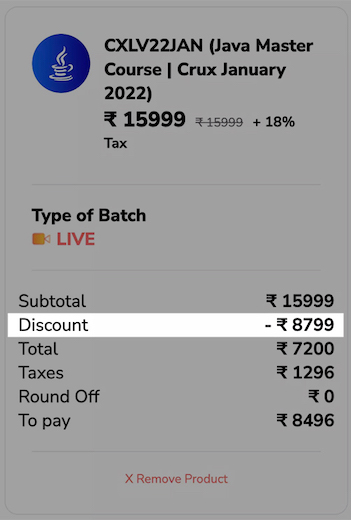 CXLV22JAN (Java Master
Course | Crux January
2022)
₹ 15999 ₹ 15999 + 18%
Tax
Type of Batch
LIVE
Subtotal ₹ 15999
Discount - ₹ 8799
Total ₹ 7200
Taxes ₹ 1296
Round Off ₹ 0
To pay ₹ 8496
X Remove Product